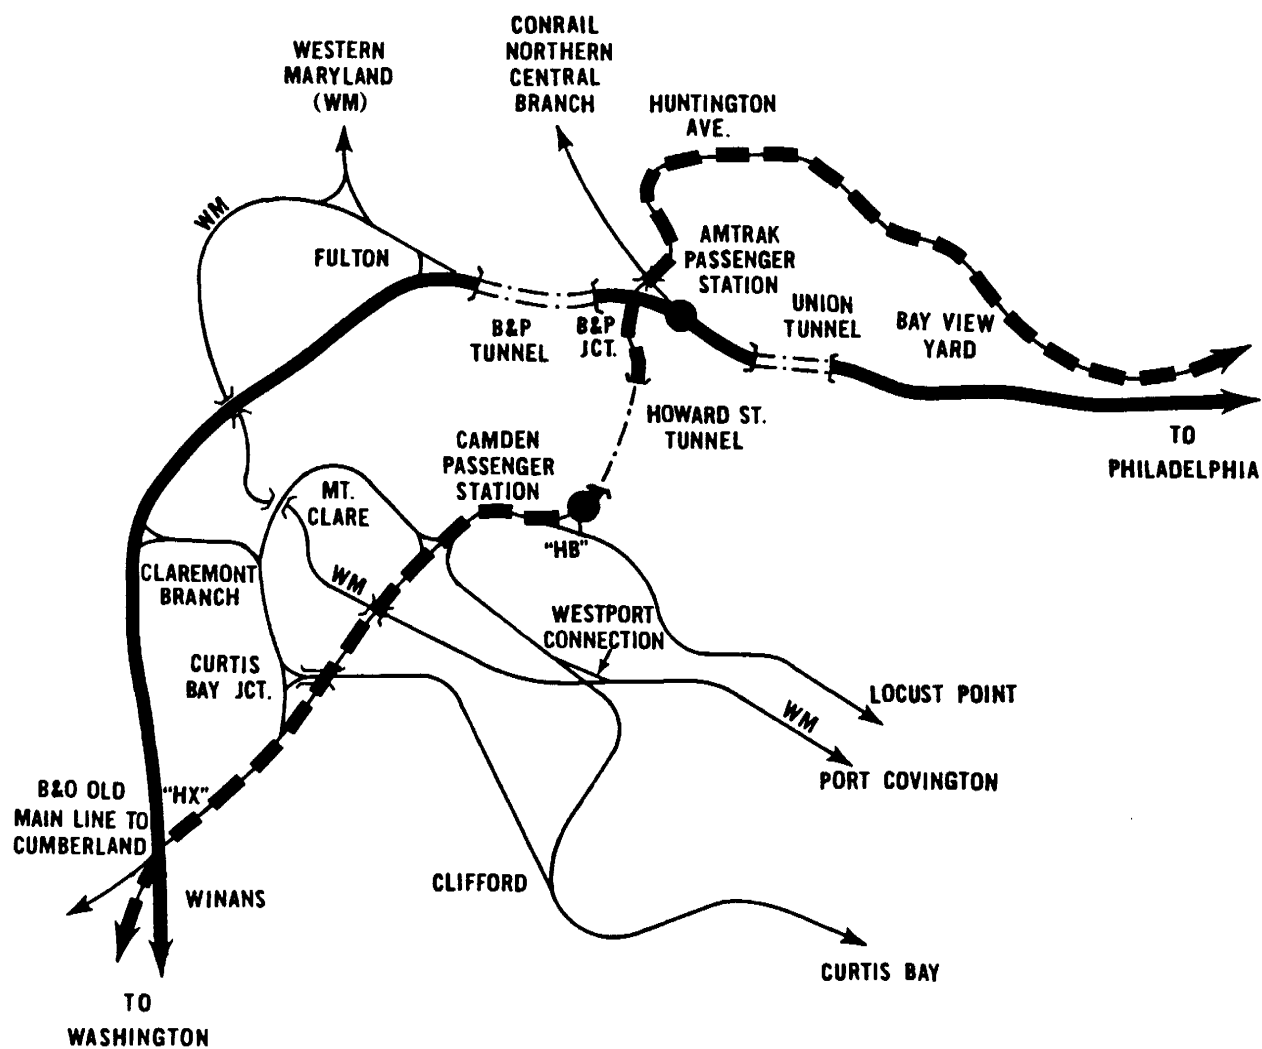 CONRAIL
NORTHERN
CENTRAL
BRANCH
WESTERN
MARYLAND
(WM)
HUNTINGTON
AVE.
WM
FULTON
AMTRAK
PASSENGER
STATION
UNION
TUNNEL
B&P
TUNNEL
B&P
JCT.
BAY VIEW
YARD
HOWARD ST.
TUNNEL
TO
PHILADELPHIA
CAMDEN
PASSENGER
STATION
MT.
CLARE
"HB"
CLAREMONT
BRANCH
WM
WESTPORT
CONNECTION
CURTIS
BAY JCT.
LOCUST POINT
WM
PORT COVINGTON
B&O OLD
MAIN LINE TO
CUMBERLAND
"HX"
WINANS
CLIFFORD
CURTIS BAY
TO
WASHINGTON